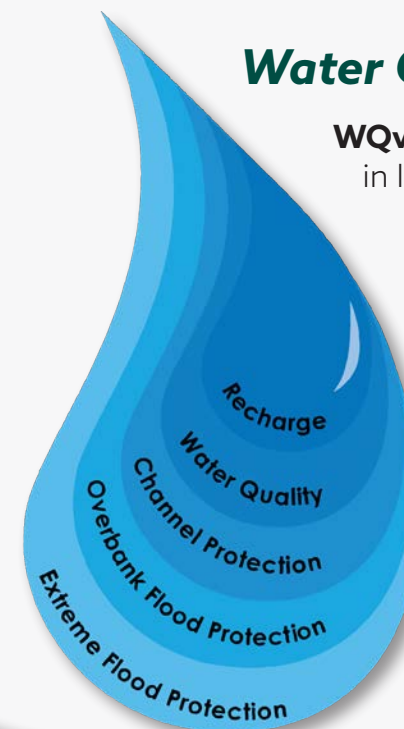 Water
WQv
in
Recharge
Water Quality
Channel Protection
Overbank Flood Protection
Extreme Flood Protection